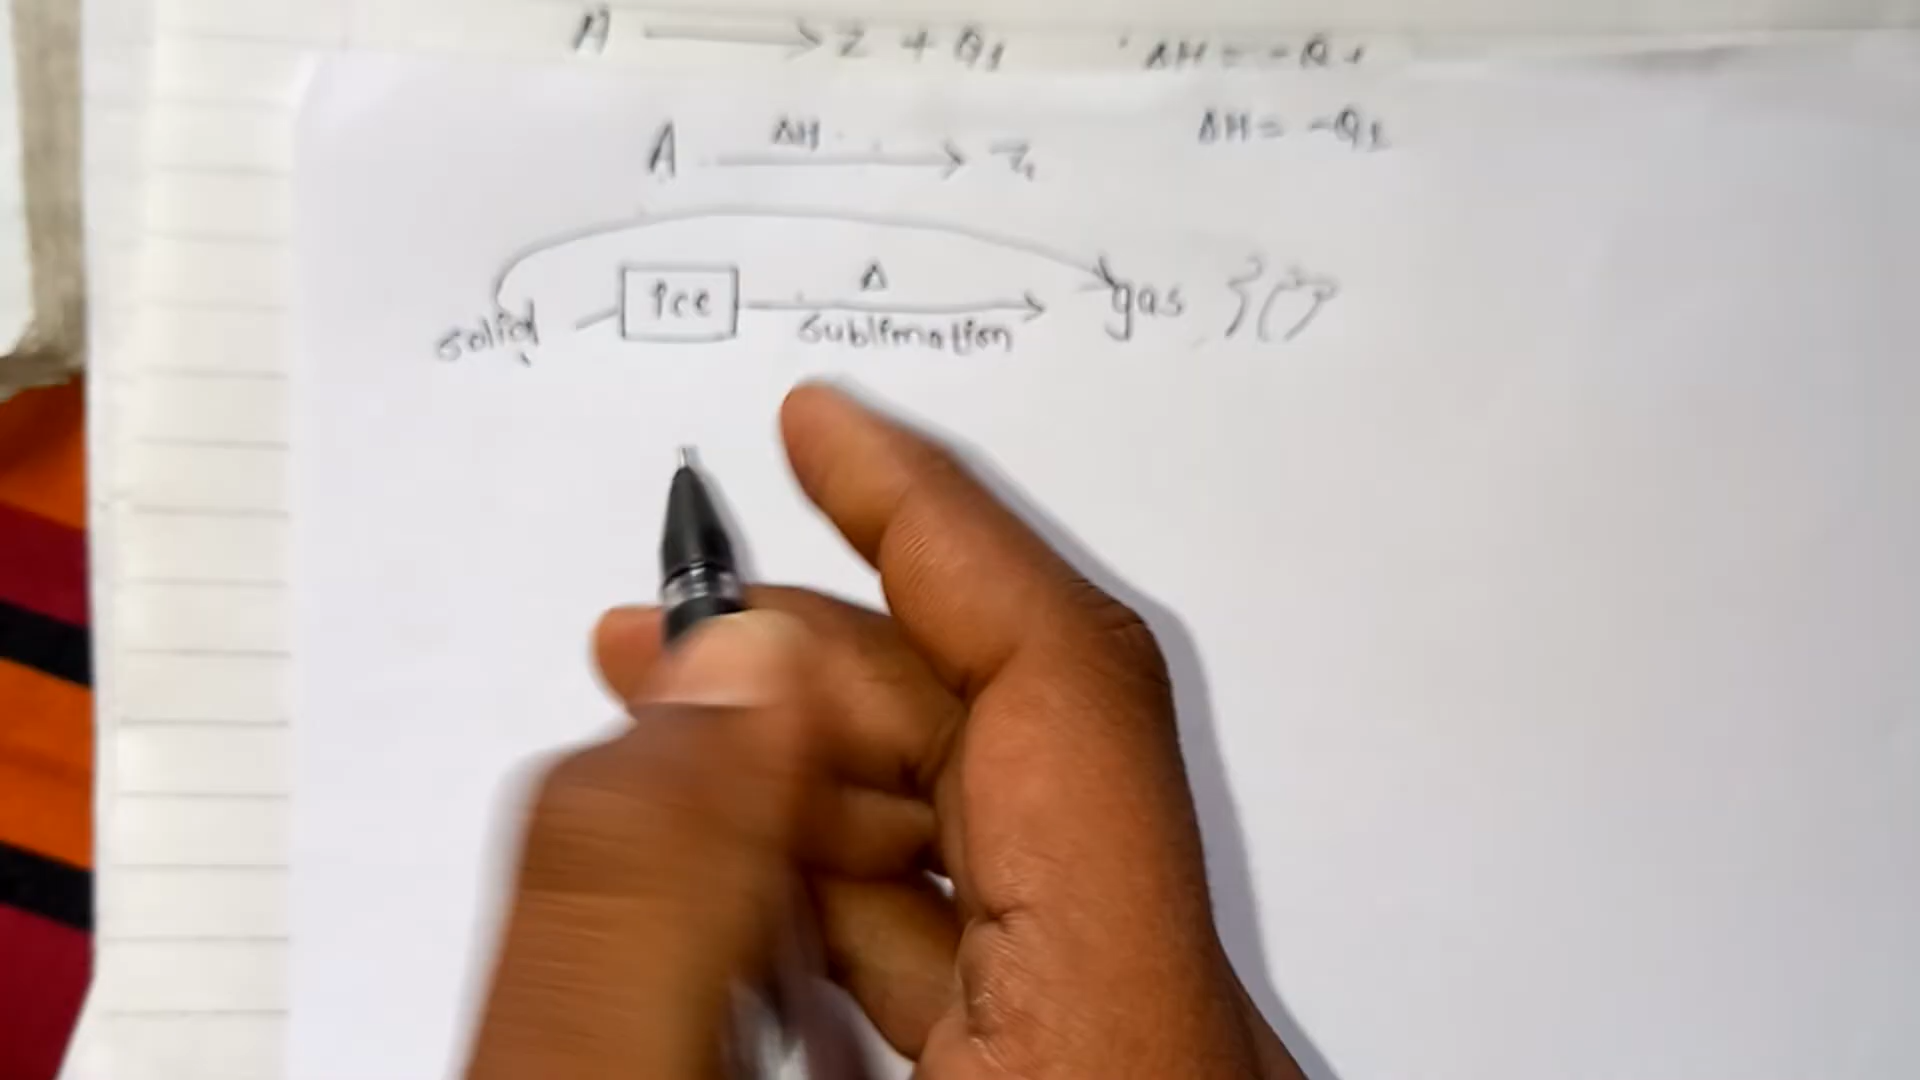 A ⟶ Z + Q₁ ΔH = -Q₁
ΔH = -Q₁
A ΔH ⟶ Z
solid ice Δ ⟶ gas
sublimation